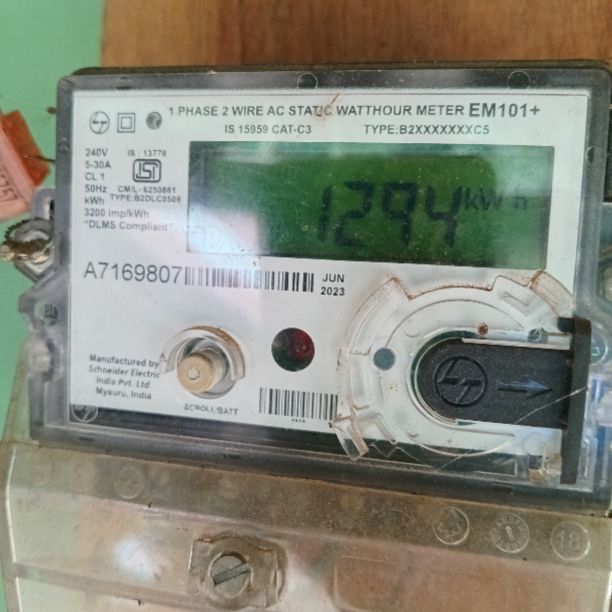 1 PHASE 2 WIRE AC STATIC WATTHOUR METER EM101+
IS 15959 CAT-C3 TYPE:B2XXXXXXXC5
240V IS : 13779
5-30A
CL 1
50Hz CM/L- 6250861
kWh TYPE:B2DLC0506
3200 imp/kWh
"DLMS Compliant"
1294 kWh
A7169807
JUN
2023
Manufactured by
Schneider Electric
India Pvt. Ltd.
Mysuru, India
SCROLL/BATT
18